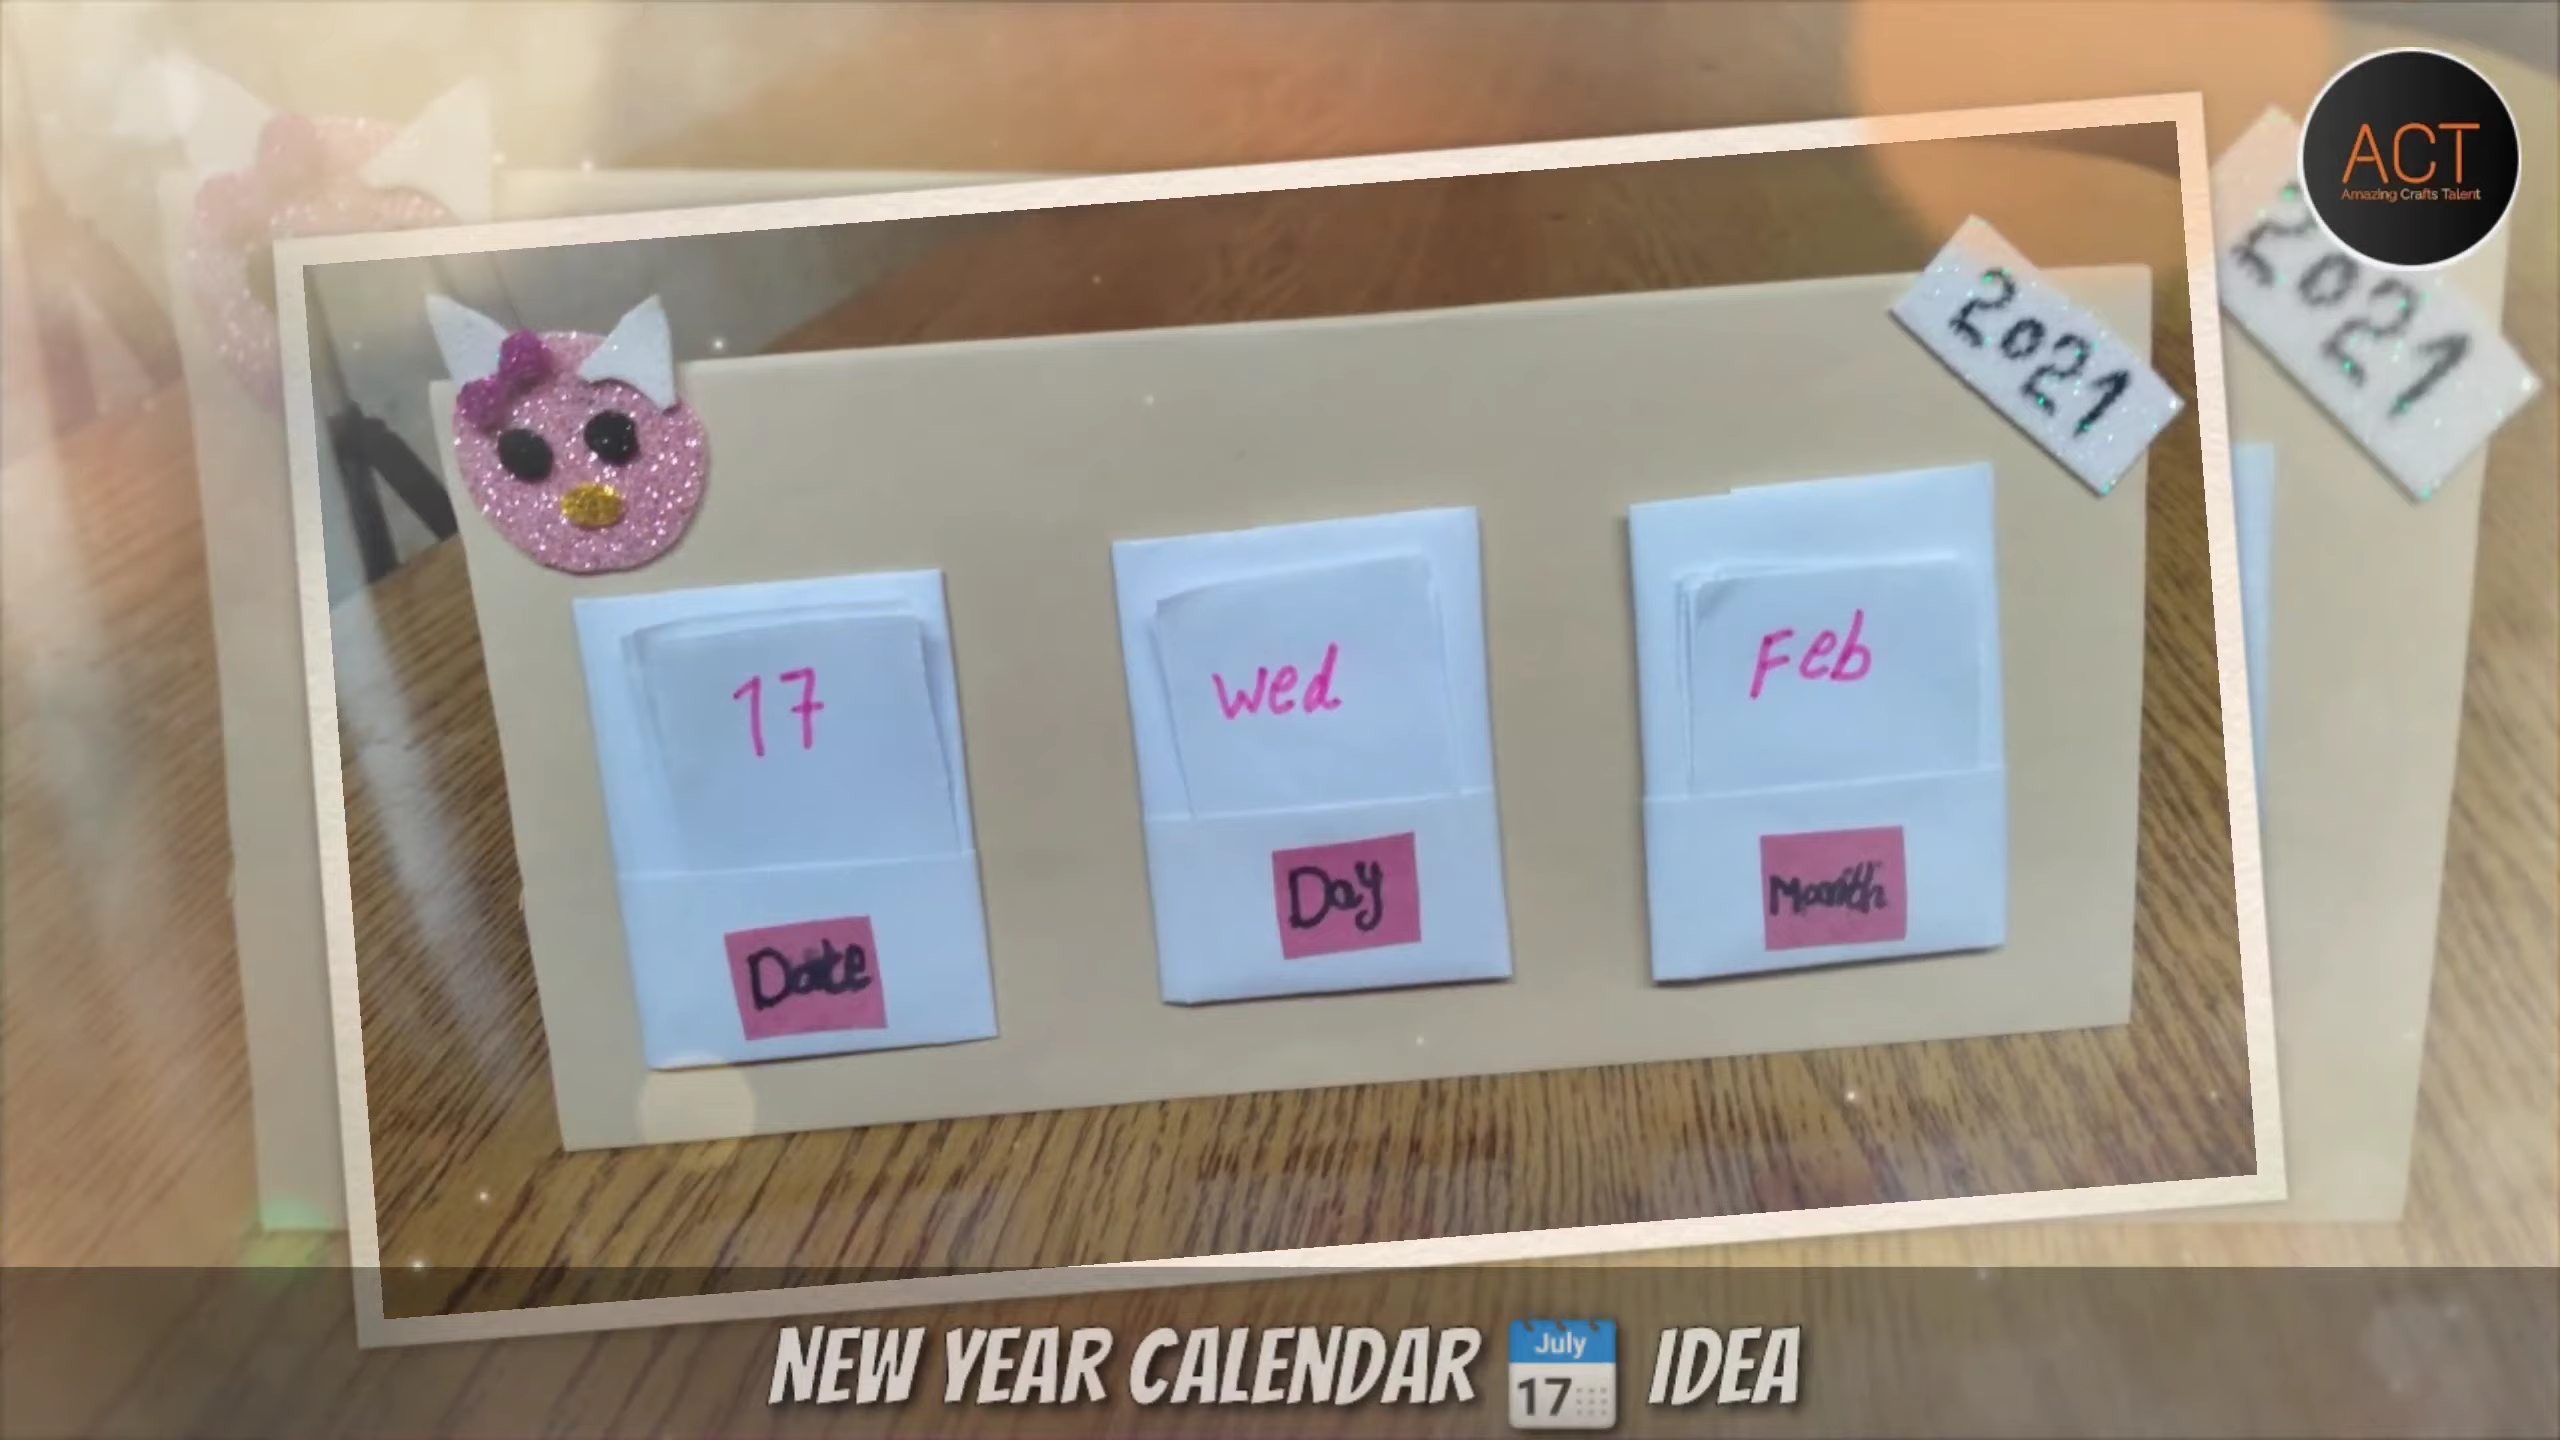 ACT
Amazing Crafts Talent
2021
2021
17
wed
Feb
Date
Day
Month
NEW YEAR CALENDAR July 17 IDEA